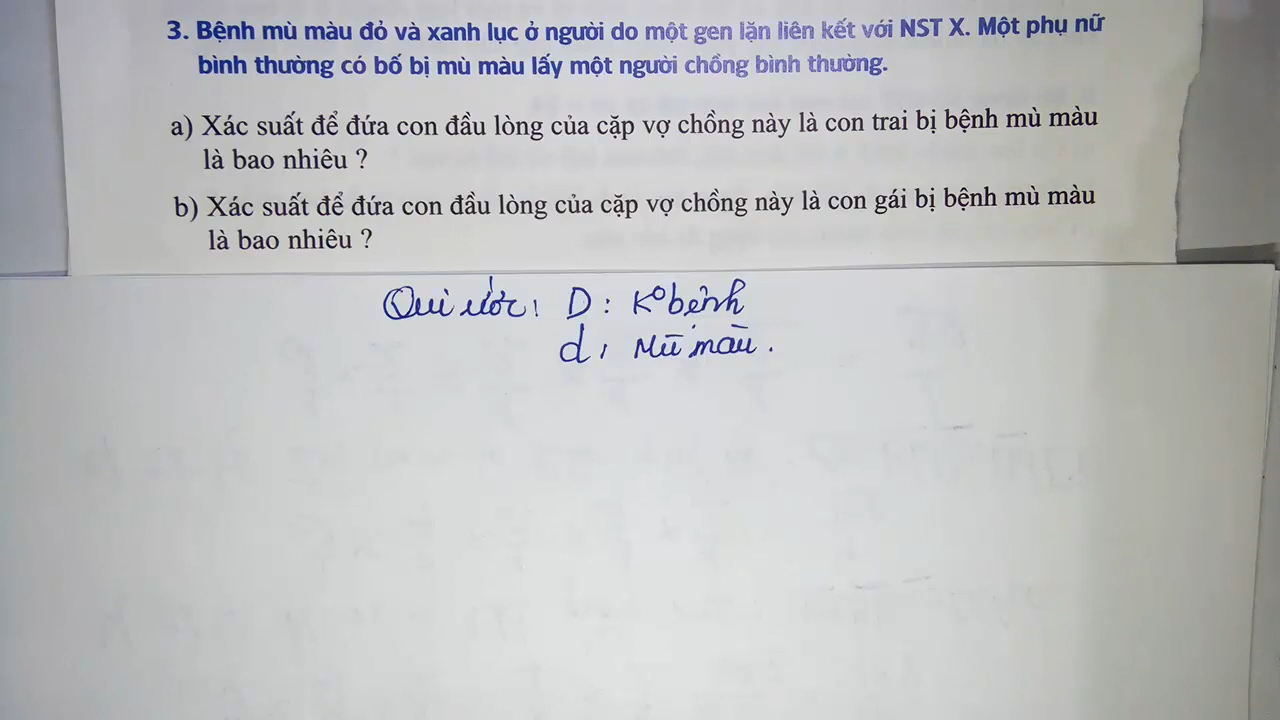 3. Bệnh mù màu đỏ và xanh lục ở người do một gen lặn liên kết với NST X. Một phụ nữ
bình thường có bố bị mù màu lấy một người chồng bình thường.
a) Xác suất để đứa con đầu lòng của cặp vợ chồng này là con trai bị bệnh mù màu
là bao nhiêu ?
b) Xác suất để đứa con đầu lòng của cặp vợ chồng này là con gái bị bệnh mù màu
là bao nhiêu ?
Qui ước: D: Kº bệnh
d: Mù màu.